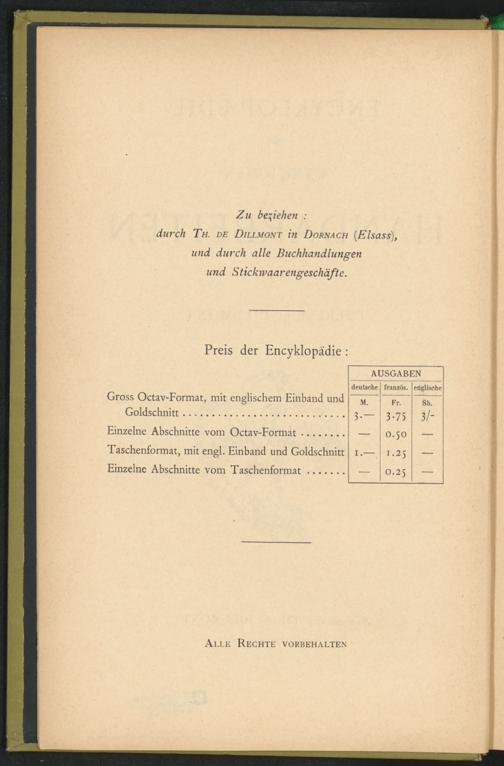 Zu beziehen :
durch Th. de Dillmont in Dornach (Elsass),
und durch alle Buchhandlungen
und Stickwaarengeschäfte.
Preis der Encyklopädie :
AUSGABEN
deutsche französ. englische
M. Fr. Sh.
Gross Octav-Format, mit englischem Einband und
Goldschnitt .......................... 3.— 3.75 3/-
Einzelne Abschnitte vom Octav-Format ........ — 0.50 —
Taschenformat, mit engl. Einband und Goldschnitt 1.— 1.25 —
Einzelne Abschnitte vom Taschenformat ....... — 0.25 —
Alle Rechte vorbehalten